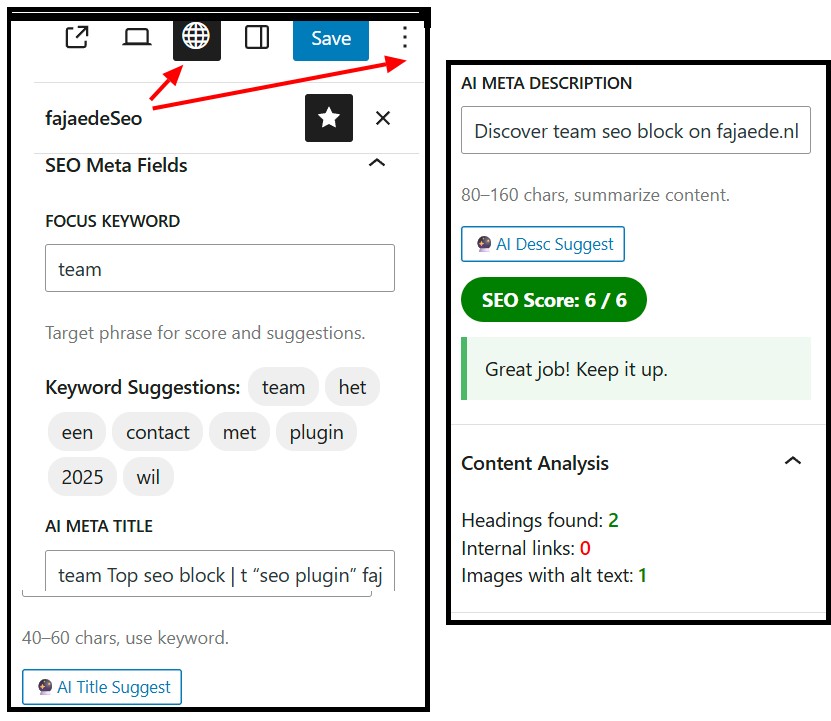 Save
fajaedeSeo
SEO Meta Fields
FOCUS KEYWORD
team
Target phrase for score and suggestions.
Keyword Suggestions: team het
een contact met plugin
2025 wil
AI META TITLE
team Top seo block | t “seo plugin” faj
40–60 chars, use keyword.
AI Title Suggest
AI META DESCRIPTION
Discover team seo block on fajaede.nl
80–160 chars, summarize content.
AI Desc Suggest
SEO Score: 6 / 6
Great job! Keep it up.
Content Analysis
Headings found: 2
Internal links: 0
Images with alt text: 1